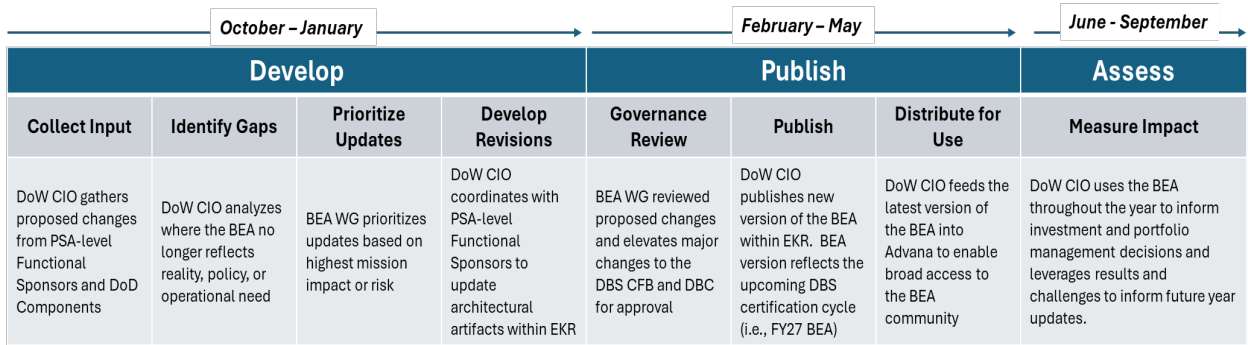 October – January
February – May
June - September
Develop
Publish
Assess
Collect Input
Identify Gaps
Prioritize
Updates
Develop
Revisions
Governance
Review
Publish
Distribute for
Use
Measure Impact
DoW CIO gathers
proposed changes
from PSA-level
Functional
Sponsors and DoD
Components
DoW CIO analyzes
where the BEA no
longer reflects
reality, policy, or
operational need
BEA WG prioritizes
updates based on
highest mission
impact or risk
DoW CIO
coordinates with
PSA-level
Functional
Sponsors to
update
architectural
artifacts within EKR
BEA WG reviewed
proposed changes
and elevates major
changes to the
DBS CFB and DBC
for approval
DoW CIO
publishes new
version of the BEA
within EKR.  BEA
version reflects the
upcoming DBS
certification cycle
(i.e., FY27 BEA)
DoW CIO feeds the
latest version of
the BEA into
Advana to enable
broad access to
the BEA
community
DoW CIO uses the BEA
throughout the year to inform
investment and portfolio
management decisions and
leverages results and
challenges to inform future year
updates.